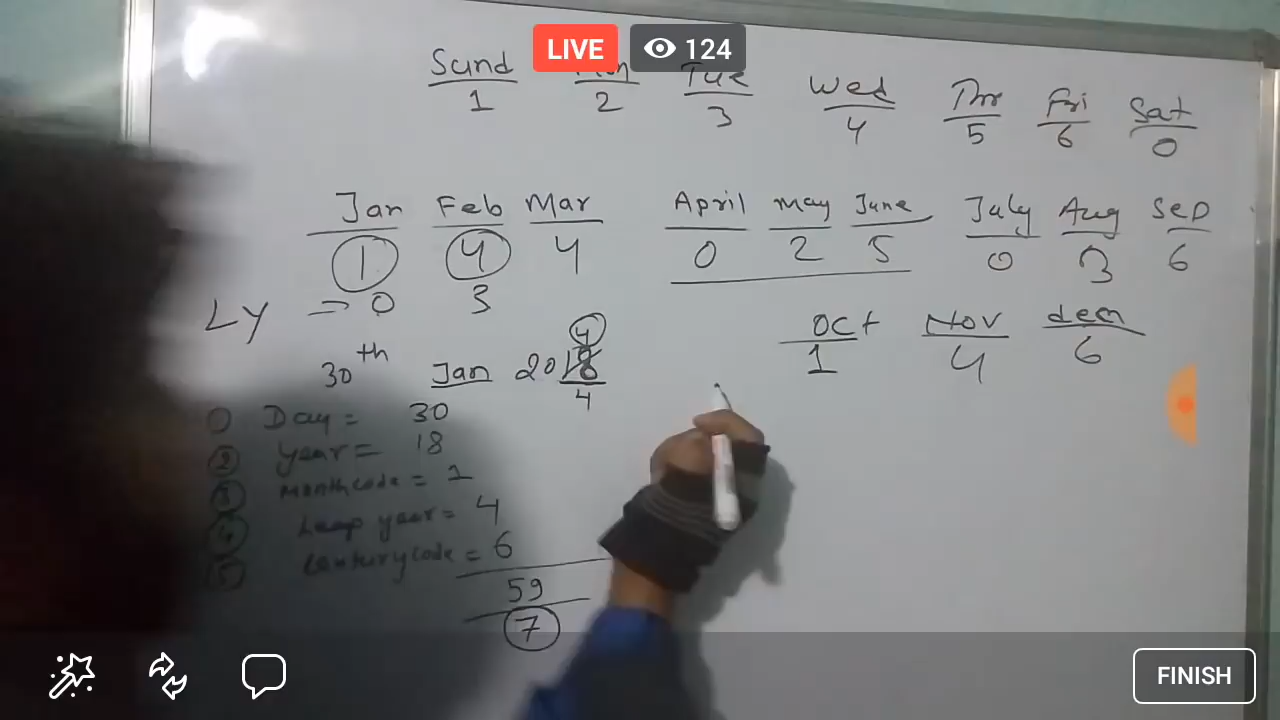 LIVE 124
Sund Mon Tue Wed Thr Fri Sat
1 2 3 4 5 6 0
Jan Feb Mar April May June July Aug Sep
1 4 4 0 2 5 0 3 6
LY => 0 3
Oct Nov decm
1 4 6
4
30th Jan 2018
4
① Day = 30
② year = 18
③ Monthcode = 1
④ Leap year = 4
⑤ Centurycode = 6
59
7
FINISH